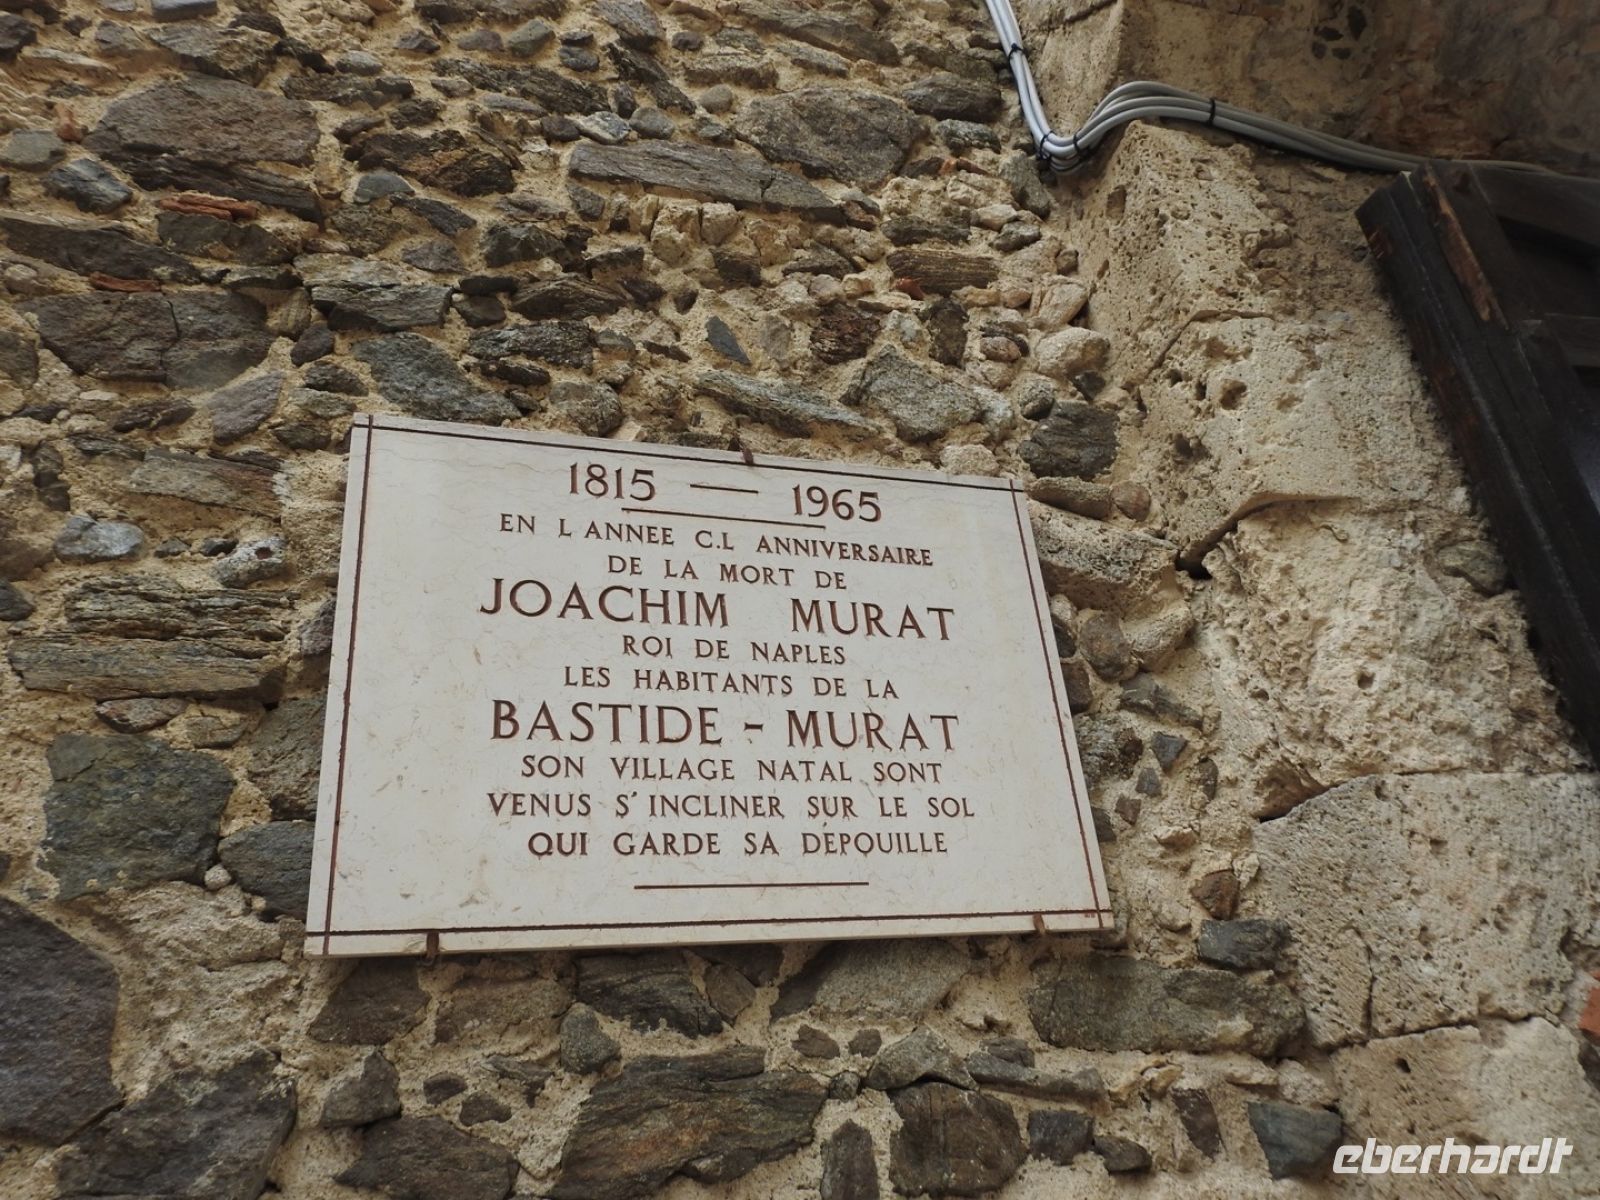 1815 — 1965
EN L ANNEE C.L ANNIVERSAIRE
DE LA MORT DE
JOACHIM MURAT
ROI DE NAPLES
LES HABITANTS DE LA
BASTIDE - MURAT
SON VILLAGE NATAL SONT
VENUS S'INCLINER SUR LE SOL
QUI GARDE SA DÉPOUILLE
eberhardt